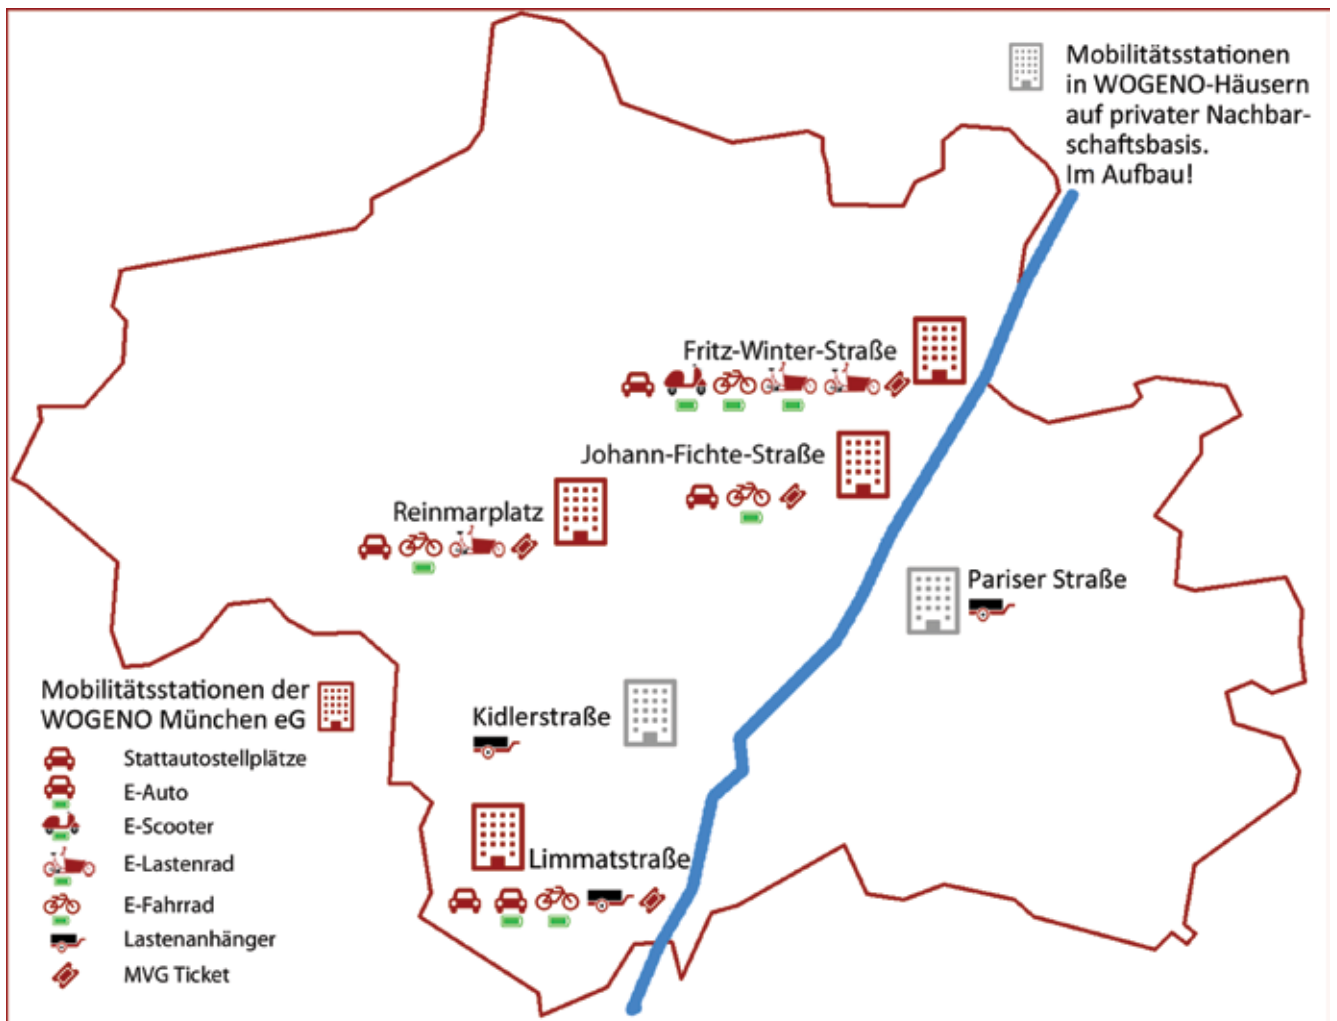 Mobilitätsstationen
in WOGENO-Häusern
auf privater Nachbar-
schaftsbasis.
Im Aufbau!
Fritz-Winter-Straße
Johann-Fichte-Straße
Reinmarplatz
Pariser Straße
Kidlerstraße
Limmatstraße
Mobilitätsstationen der
WOGENO München eG
Stattautostellplätze
E-Auto
E-Scooter
E-Lastenrad
E-Fahrrad
Lastenanhänger
MVG Ticket